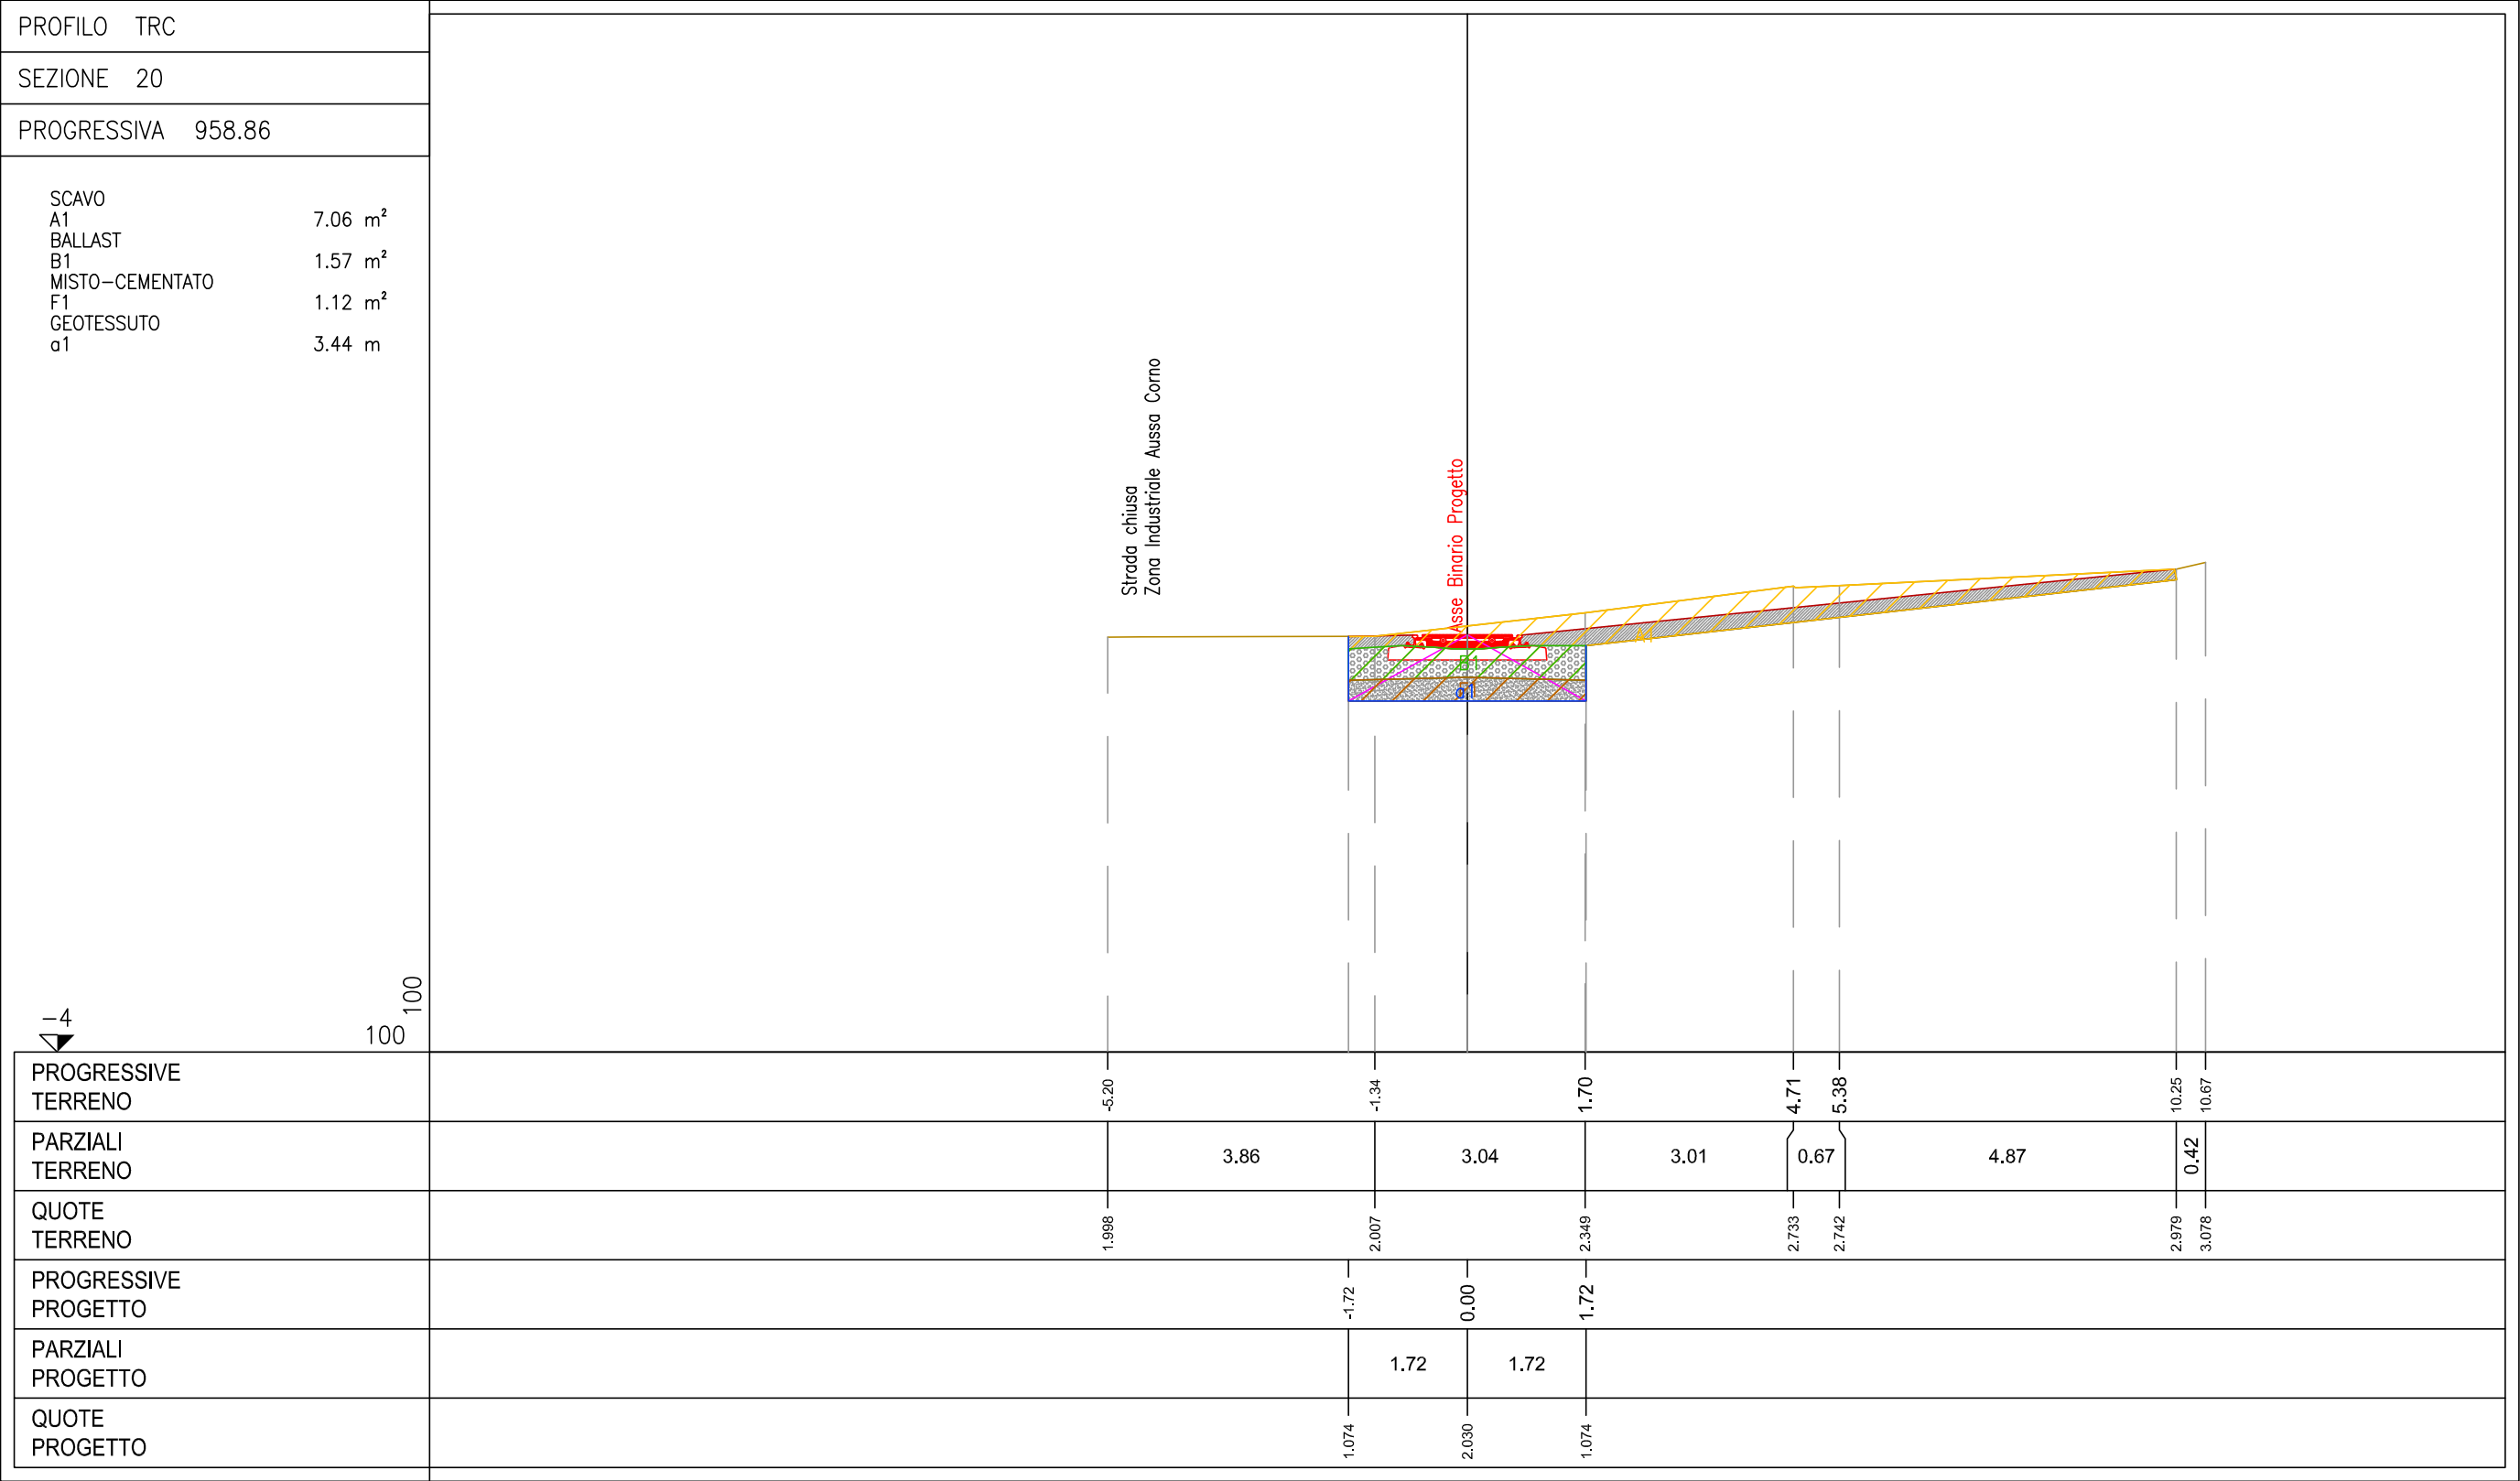 PROFILO TRC
SEZIONE 20
PROGRESSIVA 958.86
SCAVO
A1 7.06 m²
BALLAST
B1 1.57 m²
MISTO-CEMENTATO
F1 1.12 m²
GEOTESSUTO
a1 3.44 m
Strada chiusa
Zona Industriale Aussa Corno
Asse Binario Progetto
B1
a1
-4
100
100
PROGRESSIVE
TERRENO
-5.20 -1.34 1.70 4.71 5.38 10.25 10.67
PARZIALI
TERRENO
3.86 3.04 3.01 0.67 4.87 0.42
QUOTE
TERRENO
1.998 2.007 2.349 2.733 2.742 2.979 3.078
PROGRESSIVE
PROGETTO
-1.72 0.00 1.72
PARZIALI
PROGETTO
1.72 1.72
QUOTE
PROGETTO
1.074 2.030 1.074